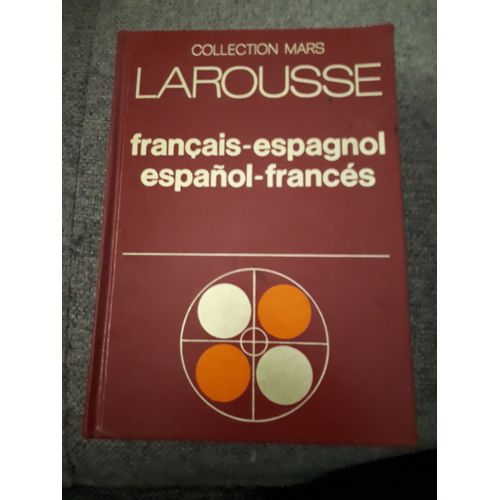 COLLECTION MARS
LAROUSSE
français-espagnol
español-francés